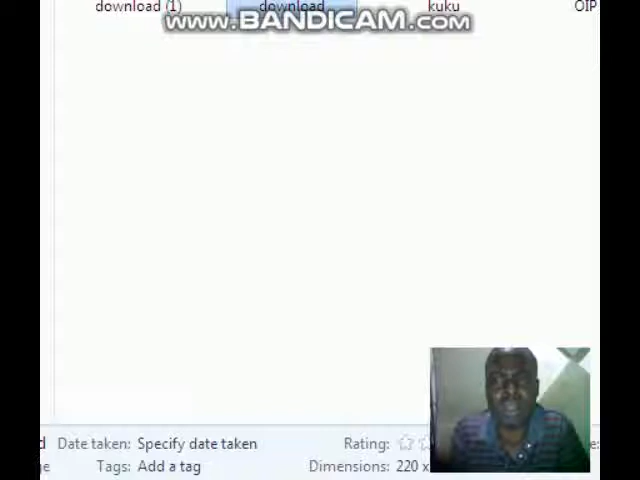 download (1) download kuku OIP
www.BANDICAM.com
d Date taken: Specify date taken Rating: e:
ge Tags: Add a tag Dimensions: 220 x